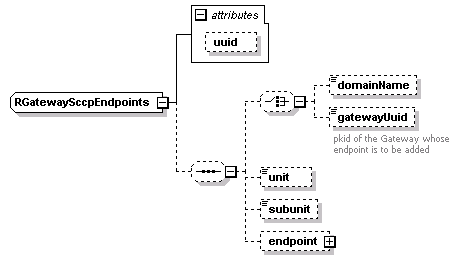 attributes
uuid
RGatewaySccpEndpoints
domainName
gatewayUuid
pkid of the Gateway whose
endpoint is to be added
unit
subunit
endpoint